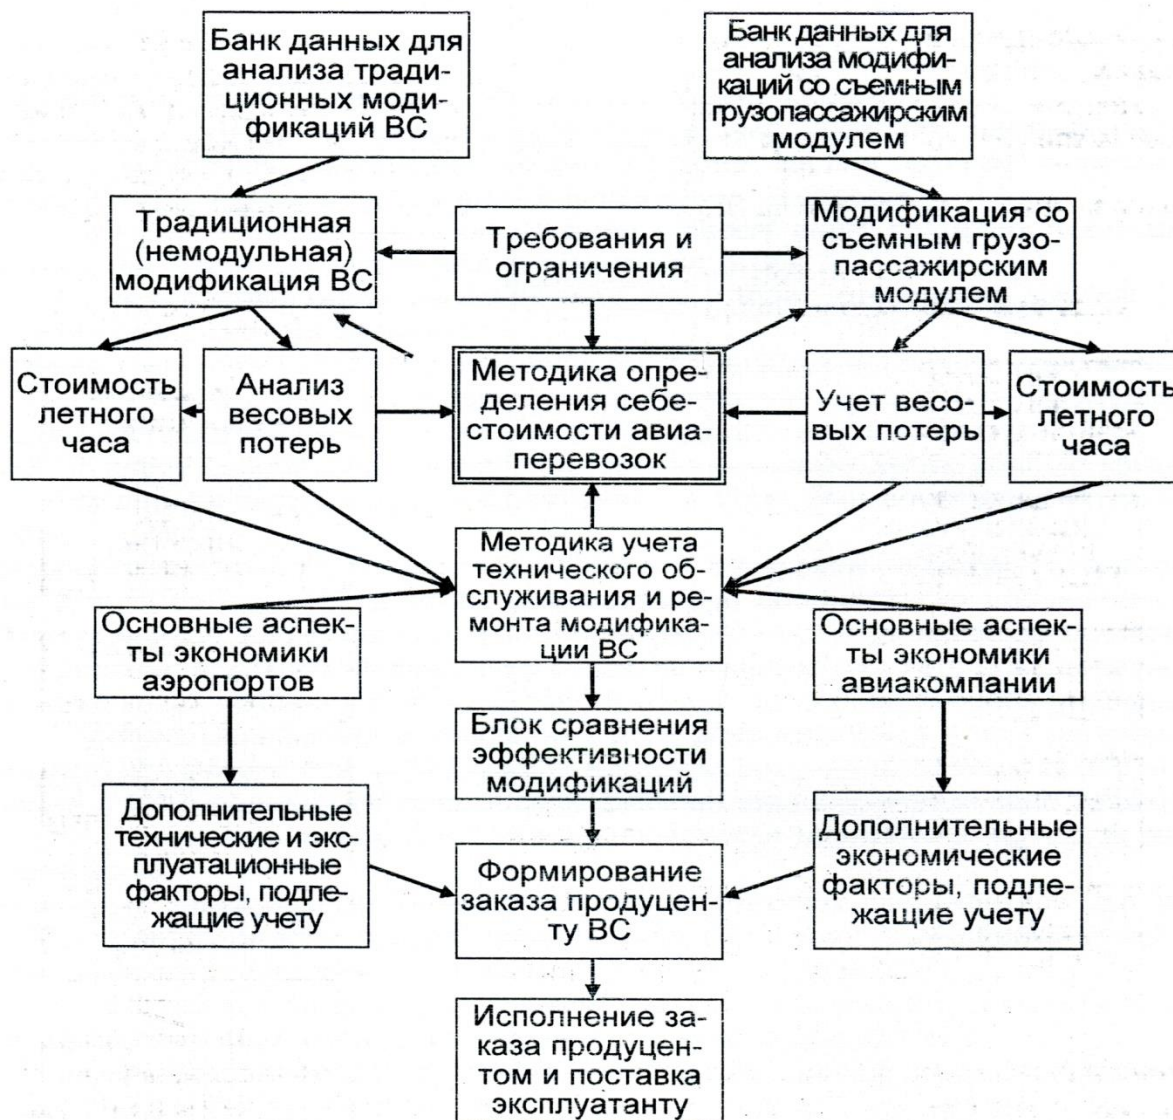 Банк данных для
анализа тради-
ционных моди-
фикаций ВС
Банк данных для
анализа модифи-
каций со съемным
грузопассажирским
модулем
Традиционная
(немодульная)
модификация ВС
Требования и
ограничения
Модификация со
съемным грузо-
пассажирским
модулем
Стоимость
летного
часа
Анализ
весовых
потерь
Методика опре-
деления себе-
стоимости авиа-
перевозок
Учет весо-
вых потерь
Стоимость
летного
часа
Методика учета
технического об-
служивания и ре-
монта модифика-
ции ВС
Основные аспек-
ты экономики
аэропортов
Основные аспек-
ты экономики
авиакомпании
Блок сравнения
эффективности
модификаций
Дополнительные
технические и экс-
плуатационные
факторы, подле-
жащие учету
Формирование
заказа продуцен-
ту ВС
Дополнительные
экономические
факторы, подле-
жащие учету
Исполнение за-
каза продуцен-
том и поставка
эксплуатанту